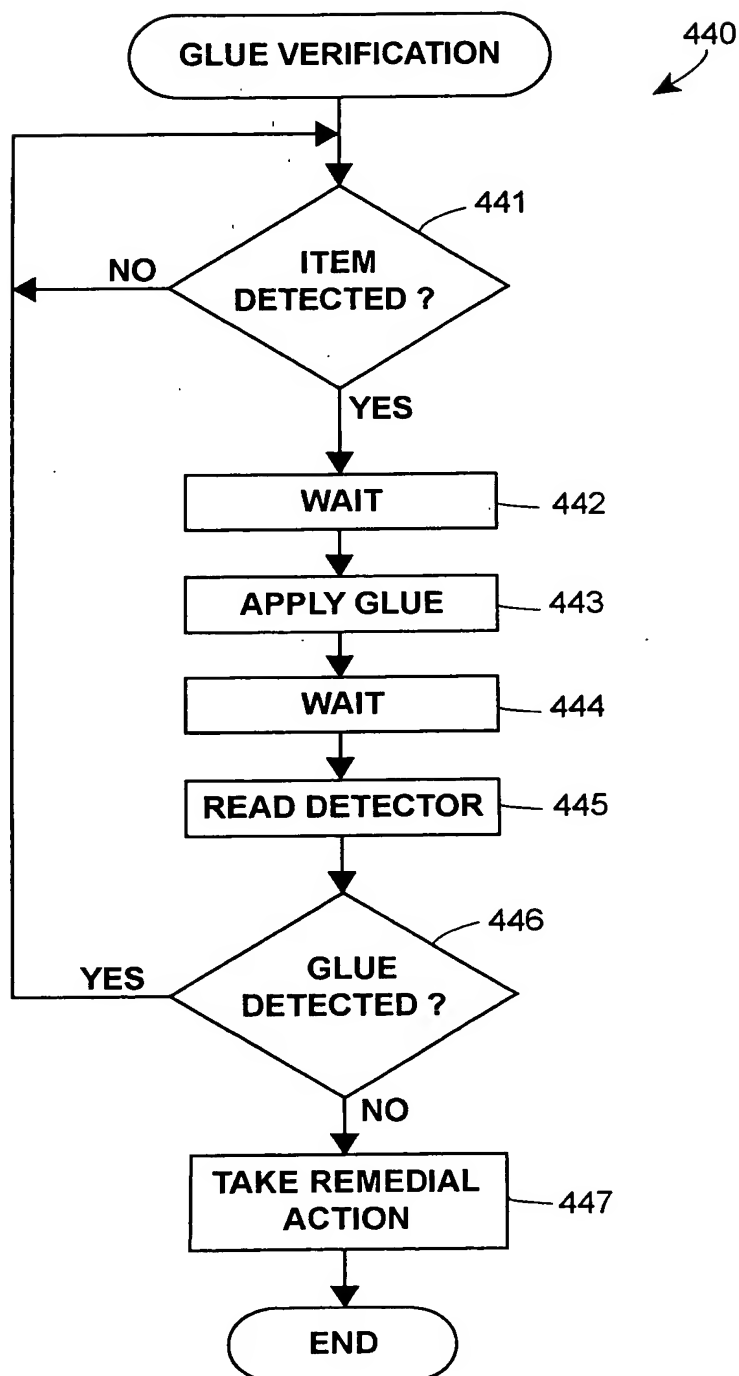 GLUE VERIFICATION
440
441
ITEM
DETECTED ?
NO
YES
WAIT
442
APPLY GLUE
443
WAIT
444
READ DETECTOR
445
446
GLUE
DETECTED ?
YES
NO
TAKE REMEDIAL
ACTION
447
END